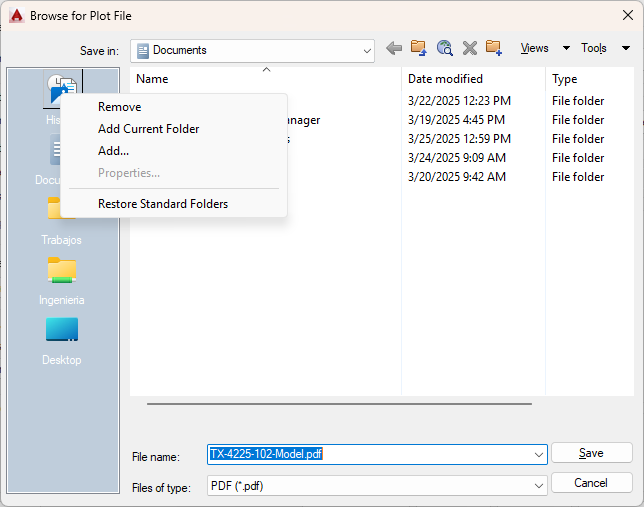 Browse for Plot File
Save in:
Documents
Views
Tools
Name
Date modified
Type
3/22/2025 12:23 PM
File folder
3/19/2025 4:45 PM
File folder
3/25/2025 12:59 PM
File folder
3/24/2025 9:09 AM
File folder
3/20/2025 9:42 AM
File folder
Remove
Add Current Folder
Add...
Properties...
Restore Standard Folders
Trabajos
Ingenieria
Desktop
File name:
TX-4225-102-Model.pdf
Save
Files of type:
PDF (*.pdf)
Cancel